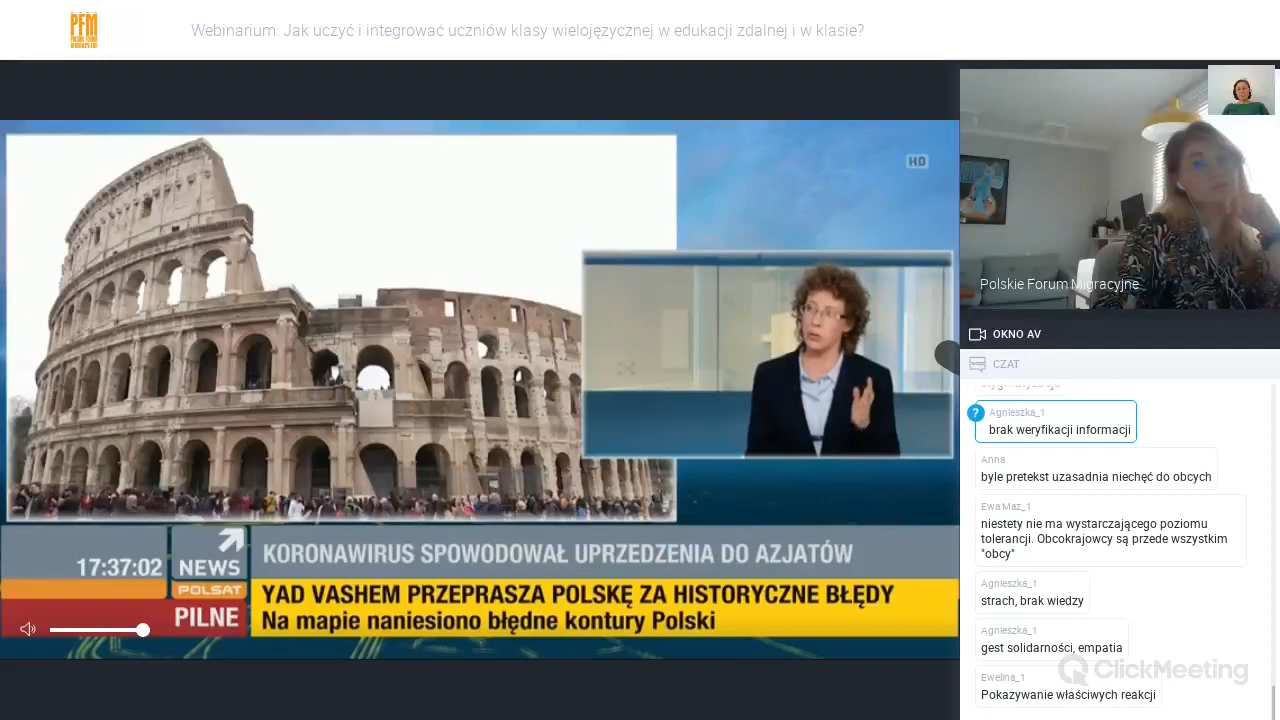 PFM
Webinarium: Jak uczyć i integrować uczniów klasy wielojęzycznej w edukacji zdalnej i w klasie?
HD
17:37:02
NEWS
POLSAT
PILNE
KORONAWIRUS SPOWODOWAŁ UPRZEDZENIA DO AZJATÓW
YAD VASHEM PRZEPRASZA POLSKĘ ZA HISTORYCZNE BŁĘDY
Na mapie naniesiono błędne kontury Polski
Polskie Forum Migracyjne
OKNO AV
CZAT
?
Agnieszka_1
brak weryfikacji informacji
Anna
byle pretekst uzasadnia niechęć do obcych
Ewa Maz_1
niestety nie ma wystarczającego poziomu
tolerancji. Obcokrajowcy są przede wszystkim
"obcy"
Agnieszka_1
strach, brak wiedzy
Agnieszka_1
gest solidarności, empatia
Ewelina_1
Pokazywanie właściwych reakcji
ClickMeeting